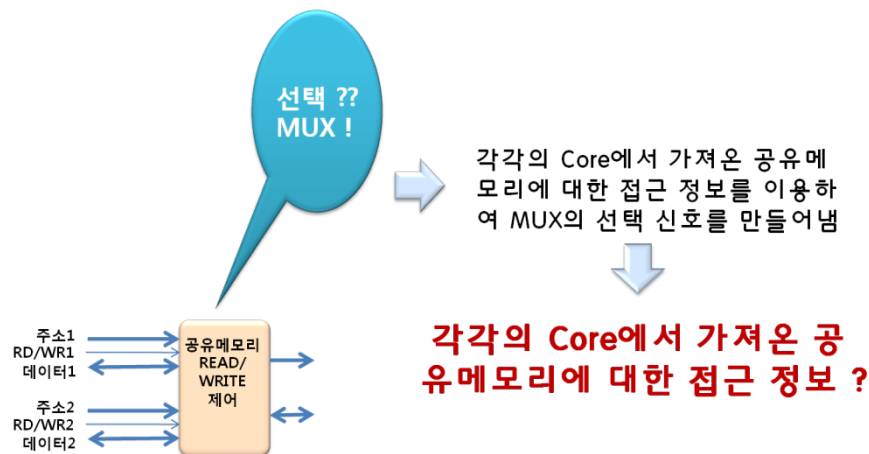 선택 ??
MUX !
각각의 Core에서 가져온 공유메
모리에 대한 접근 정보를 이용하
여 MUX의 선택 신호를 만들어냄
각각의 Core에서 가져온 공
유메모리에 대한 접근 정보 ?
주소1
RD/WR1
데이터1
주소2
RD/WR2
데이터2
공유메모리
READ/
WRITE
제어